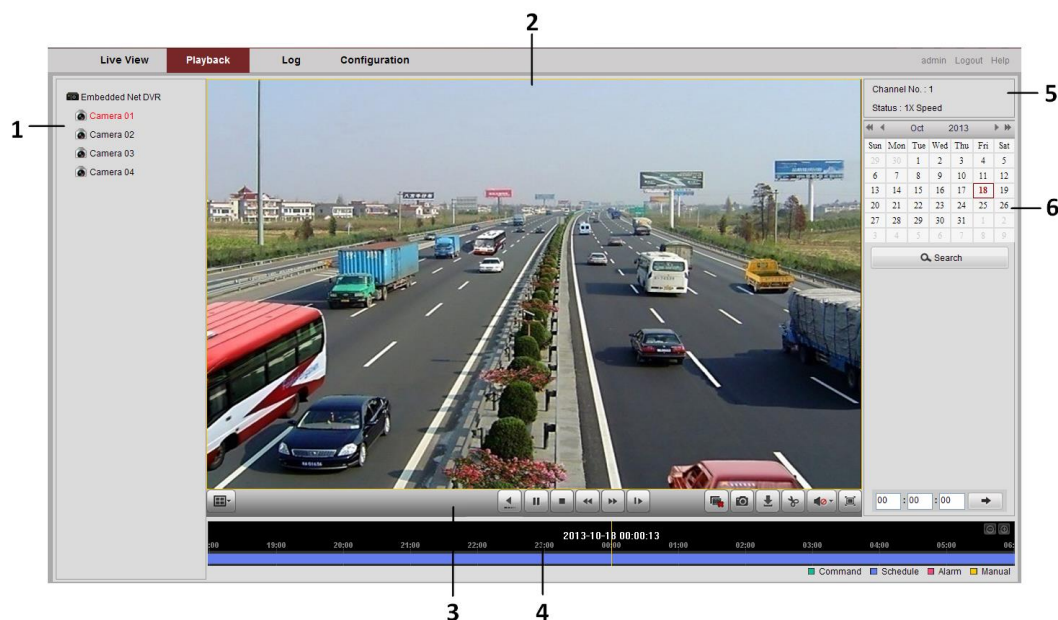 2
Live View Playback Log Configuration admin Logout Help
Embedded Net DVR
Camera 01
Camera 02
Camera 03
Camera 04
1
Channel No. : 1
Status : 1X Speed
5
Oct 2013
Sun Mon Tue Wed Thu Fri Sat
29 30 1 2 3 4 5
6 7 8 9 10 11 12
13 14 15 16 17 18 19
20 21 22 23 24 25 26
27 28 29 30 31 1 2
3 4 5 6 7 8 9
6
Search
00 : 00 : 00
2013-10-18 00:00:13
:00 19:00 20:00 21:00 22:00 00:00 01:00 02:00 03:00 04:00 05:00 06:
Command Schedule Alarm Manual
3 4